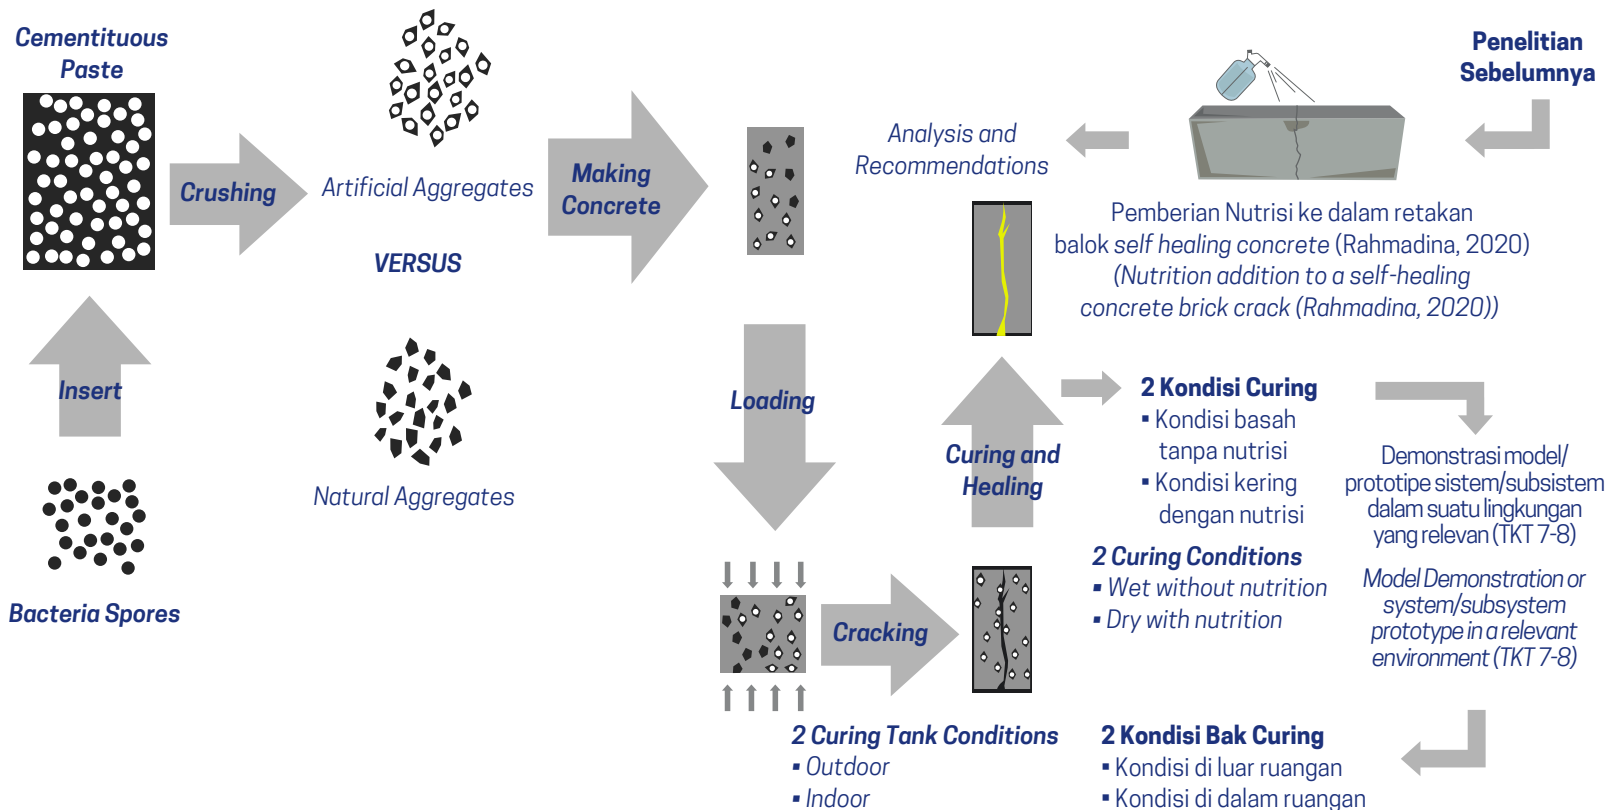 Cementituous
Paste
Crushing
Insert
Bacteria Spores
Artificial Aggregates
VERSUS
Natural Aggregates
Making
Concrete
Loading
Cracking
Curing and
Healing
Analysis and
Recommendations
Penelitian
Sebelumnya
Pemberian Nutrisi ke dalam retakan
balok self healing concrete (Rahmadina, 2020)
(Nutrition addition to a self-healing
concrete brick crack (Rahmadina, 2020))
2 Kondisi Curing
▪ Kondisi basah
tanpa nutrisi
▪ Kondisi kering
dengan nutrisi
2 Curing Conditions
▪ Wet without nutrition
▪ Dry with nutrition
Demonstrasi model/
prototipe sistem/subsistem
dalam suatu lingkungan
yang relevan (TKT 7-8)
Model Demonstration or
system/subsystem
prototype in a relevant
environment (TKT 7-8)
2 Curing Tank Conditions
▪ Outdoor
▪ Indoor
2 Kondisi Bak Curing
▪ Kondisi di luar ruangan
▪ Kondisi di dalam ruangan